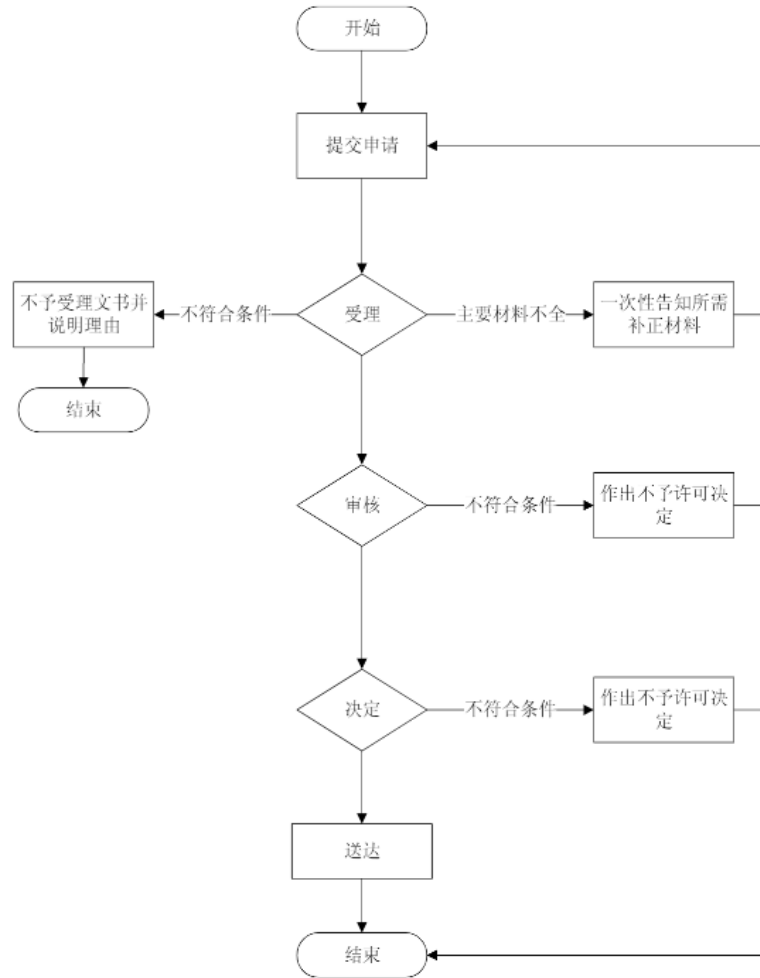 开始
提交申请
不予受理文书并
说明理由
不符合条件
受理
主要材料不全
一次性告知所需
补正材料
结束
审核
不符合条件
作出不予许可决
定
决定
不符合条件
作出不予许可决
定
送达
结束